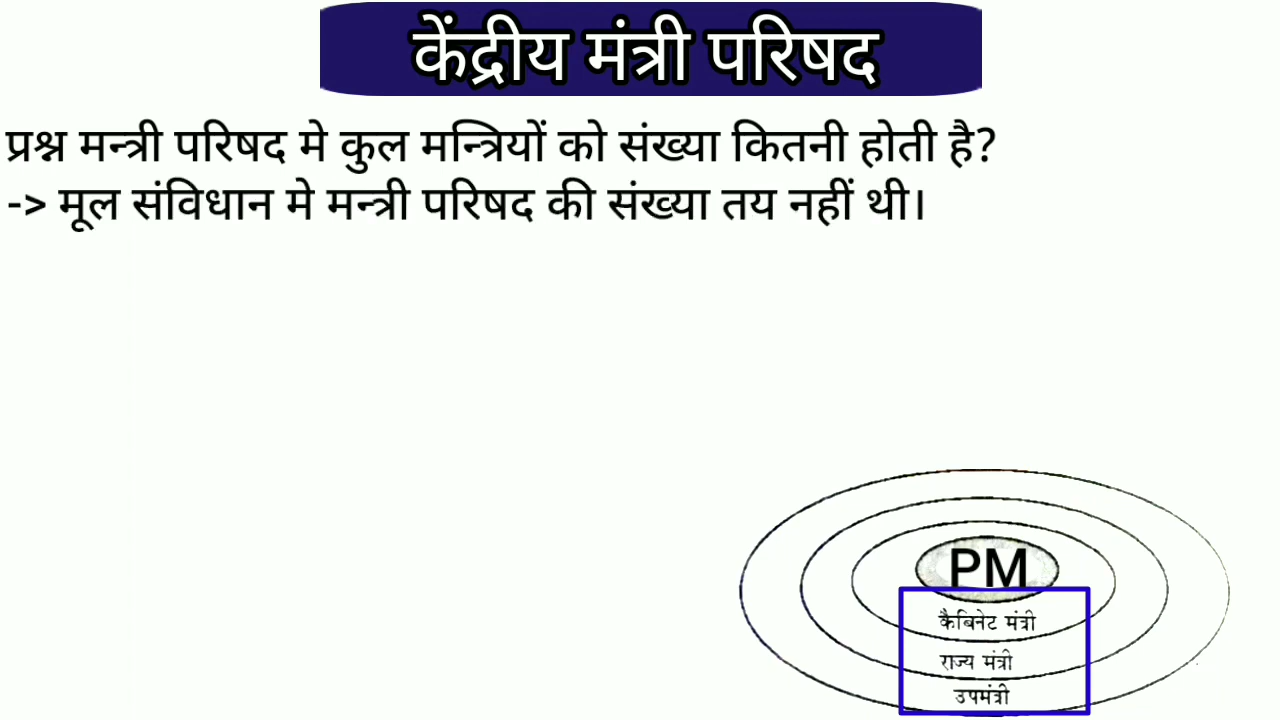 केंद्रीय मंत्री परिषद
प्रश्न मन्त्री परिषद मे कुल मन्त्रियों को संख्या कितनी होती है?
-> मूल संविधान मे मन्त्री परिषद की संख्या तय नहीं थी।
PM
कैबिनेट मंत्री
राज्य मंत्री
उपमंत्री